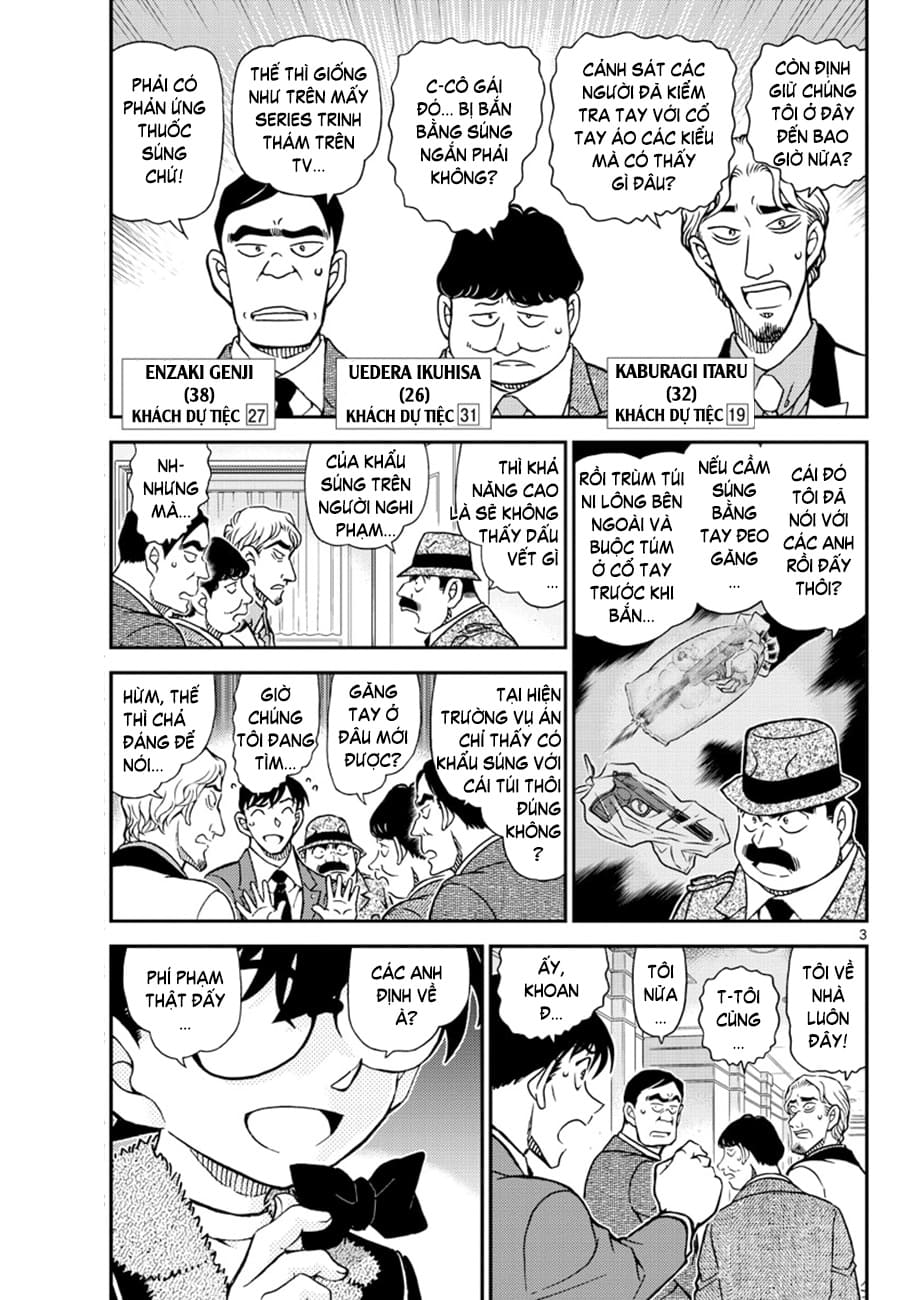 CÒN ĐỊNH
GIỮ CHÚNG
TÔI Ở ĐÂY
ĐẾN BAO
GIỜ NỮA?
CẢNH SÁT CÁC
NGƯỜI ĐÃ KIỂM
TRA TAY VỚI CỔ
TAY ÁO CÁC KIỂU
MÀ CÓ THẤY
GÌ ĐÂU?
C-CÔ GÁI
ĐÓ... BỊ BẮN
BẰNG SÚNG
NGẮN PHẢI
KHÔNG?
THẾ THÌ GIỐNG
NHƯ TRÊN MẤY
SERIES TRINH
THÁM TRÊN
TV...
PHẢI CÓ
PHẢN ỨNG
THUỐC
SÚNG
CHỨ!
KABURAGI ITARU
(32)
KHÁCH DỰ TIỆC 19
UEDERA IKUHISA
(26)
KHÁCH DỰ TIỆC 31
ENZAKI GENJI
(38)
KHÁCH DỰ TIỆC 27
CÁI ĐÓ
TÔI ĐÃ
NÓI VỚI
CÁC ANH
RỒI ĐẤY
THÔI?
NẾU CẦM
SÚNG
BẰNG
TAY ĐEO
GĂNG
...
RỒI TRÙM TÚI
NI LÔNG BÊN
NGOÀI VÀ
BUỘC TÚM
Ở CỔ TAY
TRƯỚC KHI
BẮN...
THÌ KHẢ
NĂNG CAO
LÀ SẼ KHÔNG
THẤY DẤU
VẾT GÌ
...
CỦA KHẨU
SÚNG TRÊN
NGƯỜI NGHI
PHẠM...
NH-
NHƯNG
MÀ...
TẠI HIỆN
TRƯỜNG VỤ ÁN
CHỈ THẤY CÓ
KHẨU SÚNG VỚI
CÁI TÚI THÔI
ĐÚNG
KHÔNG
?
GĂNG
TAY Ở
ĐÂU MỚI
ĐƯỢC?
GIỜ
CHÚNG
TÔI ĐANG
TÌM...
HỪM, THẾ
THÌ CHẢ
ĐÁNG ĐỂ
NÓI...
3
TÔI VỀ
NHÀ
LUÔN
ĐÂY!
T-TÔI
CŨNG
...
TÔI
NỮA
...
ẤY,
KHOAN
Đ...
CÁC ANH
ĐỊNH VỀ
À?
PHÍ PHẠM
THẬT ĐẤY
...